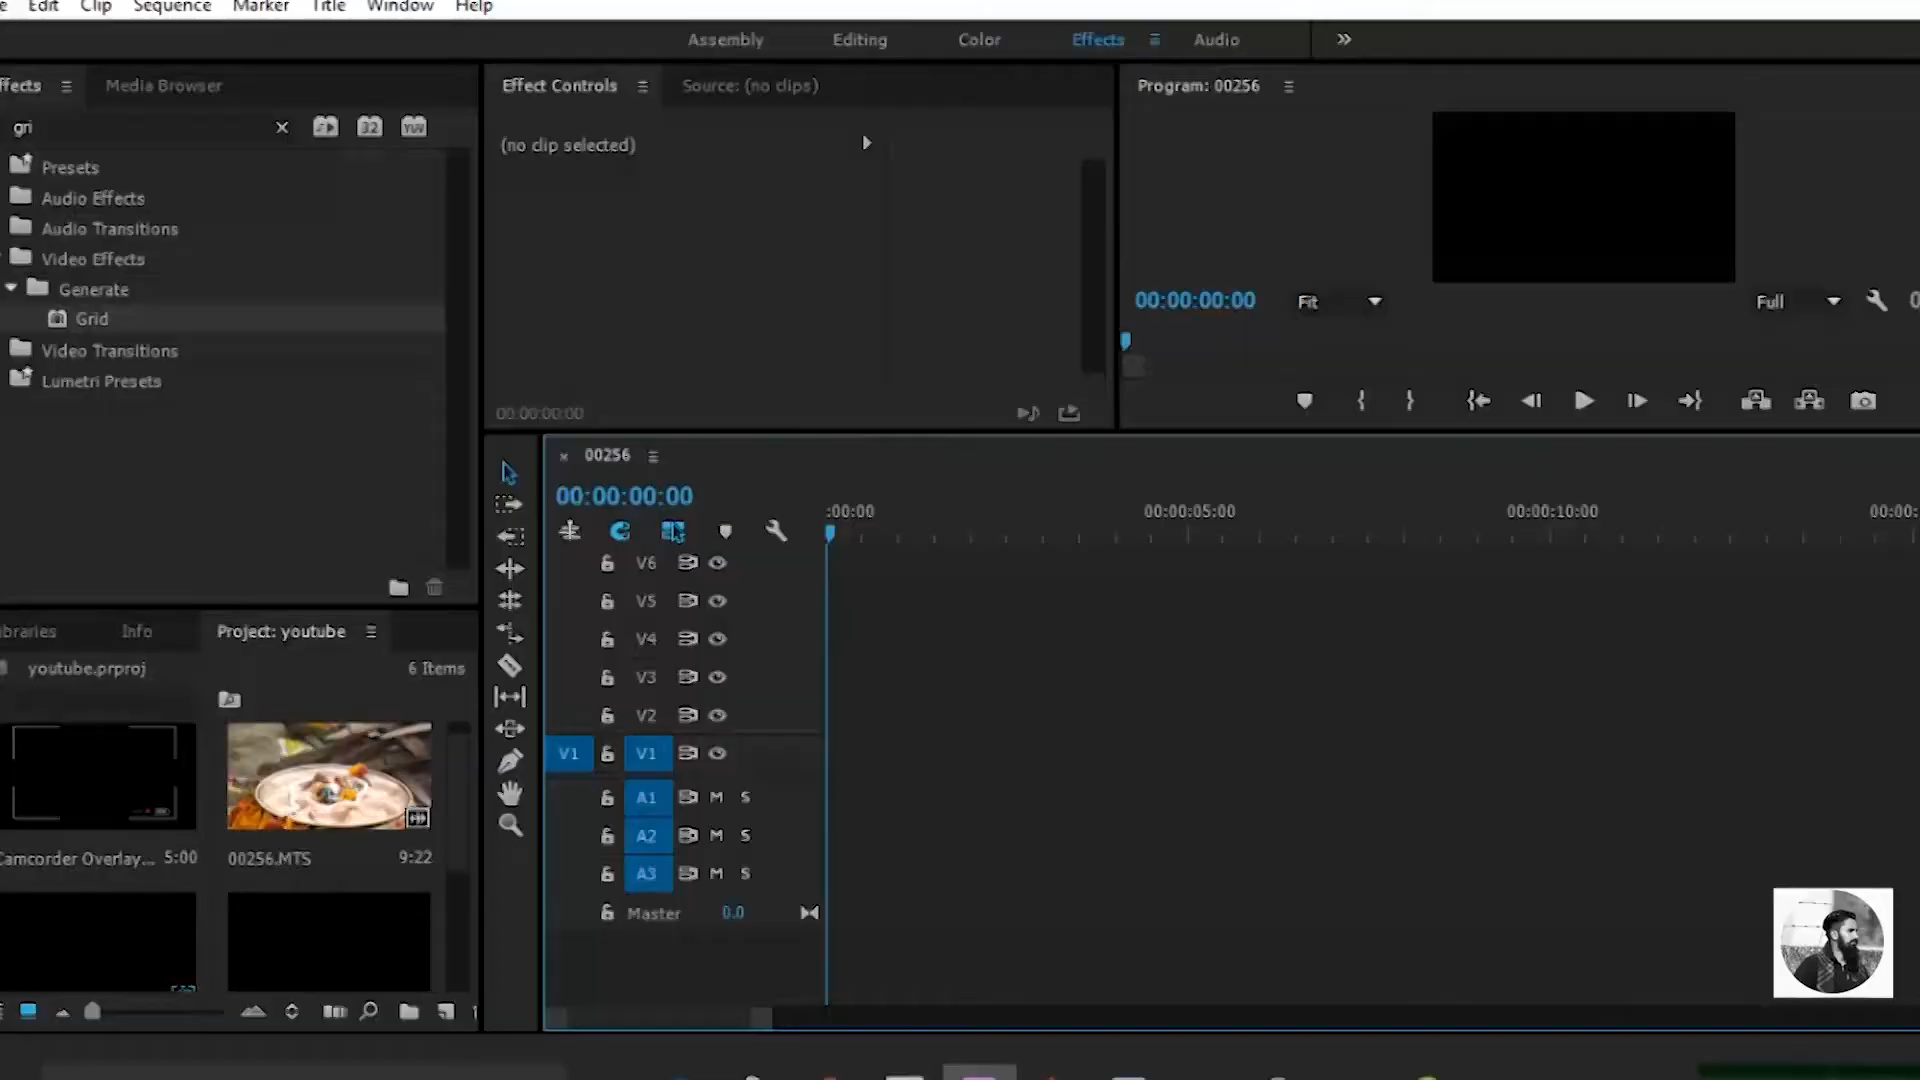 Edit Clip Sequence Marker Title Window Help
Assembly Editing Color Effects Audio
Media Browser
gri
32 YUV
Presets
Audio Effects
Audio Transitions
Video Effects
Generate
Grid
Video Transitions
Lumetri Presets
Effect Controls Source: (no clips)
(no clip selected)
00:00:00:00
Program: 00256
00:00:00:00 Fit Full
Info Project: youtube
youtube.prproj 6 Items
Camcorder Overlay... 5:00 00256.MTS 9:22
00256
00:00:00:00
:00:00 00:00:05:00 00:00:10:00 00:00:
V6
V5
V4
V3
V2
V1 V1
A1 M S
A2 M S
A3 M S
Master 0.0